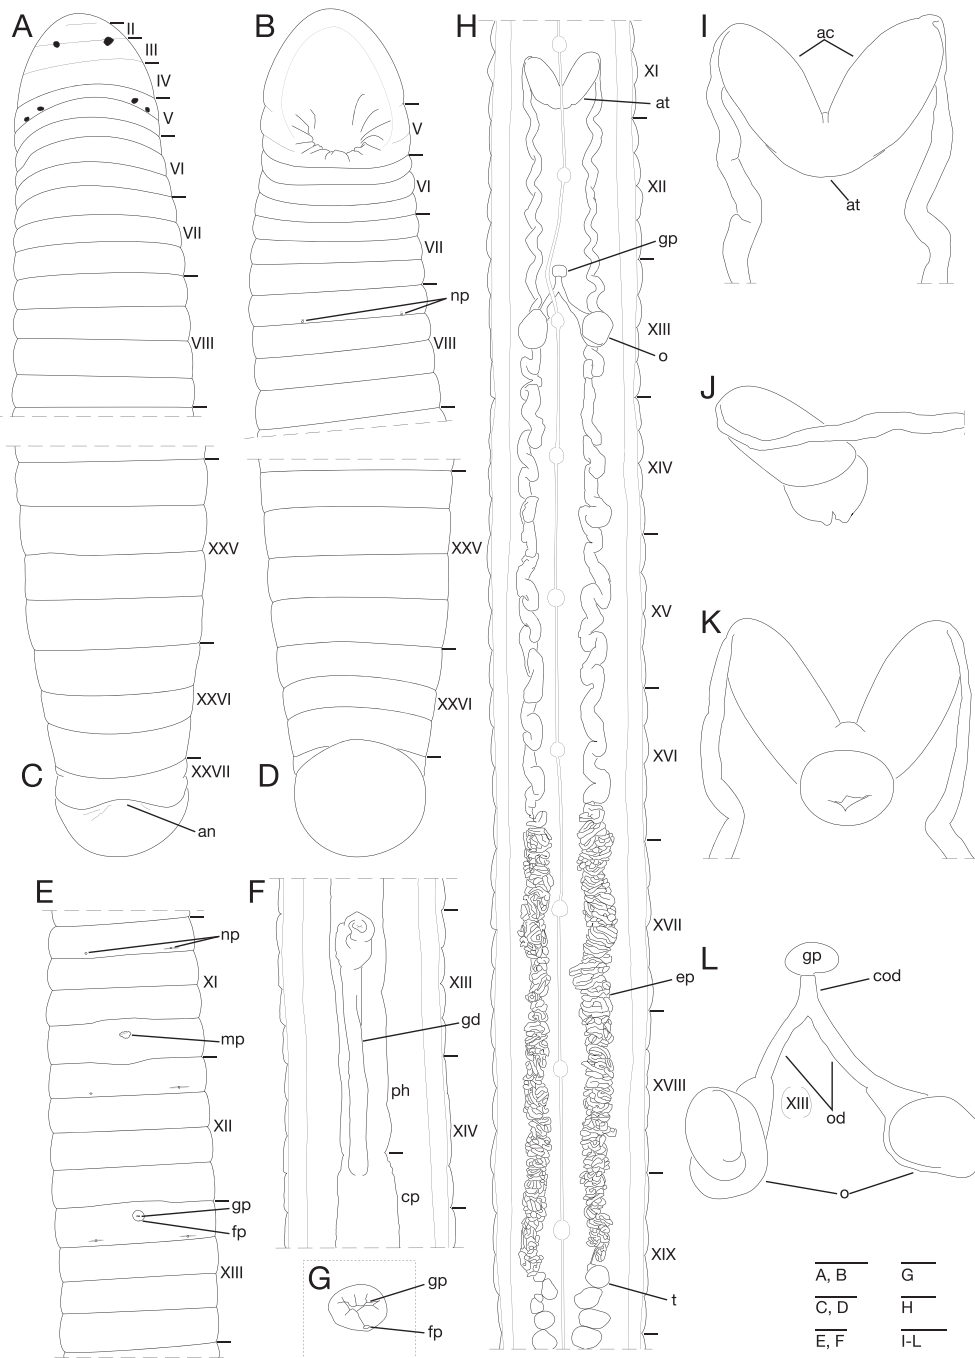 A
II
III
IV
V
VI
VII
VIII
B
V
VI
VII
np
VIII
C
XXV
XXVI
XXVII
an
D
XXV
XXVI
E
np
XI
mp
XII
gp
fp
XIII
F
XIII
gd
ph
XIV
cp
G
gp
fp
H
XI
at
XII
gp
XIII
o
XIV
XV
XVI
XVII
ep
XVIII
XIX
t
I
ac
at
J
K
L
gp
cod
XIII
od
o
A, B
G
C, D
H
E, F
I-L